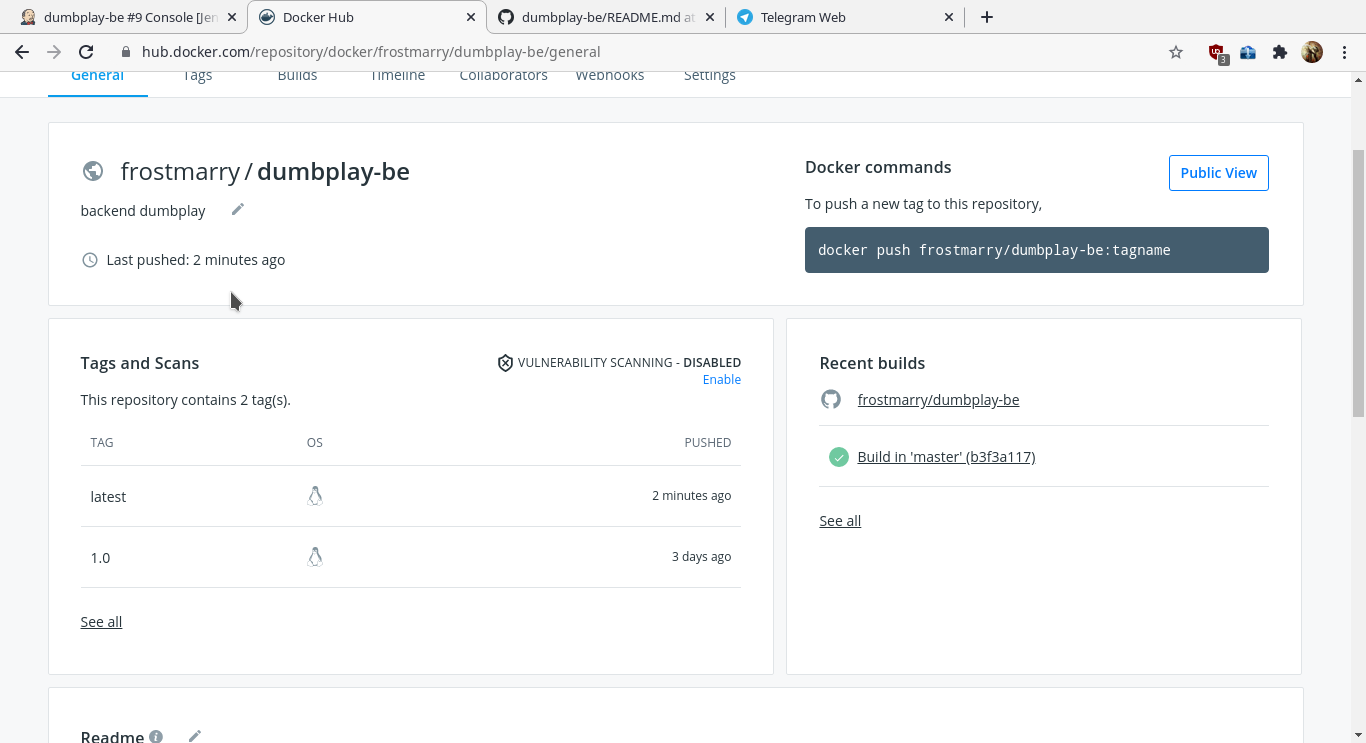 dumbplay-be #9 Console [Jen
Docker Hub
dumbplay-be/README.md at
Telegram Web
hub.docker.com/repository/docker/frostmarry/dumbplay-be/general
3
General
Tags
Builds
Timeline
Collaborators
Webhooks
Settings
frostmarry / dumbplay-be
backend dumbplay
Last pushed: 2 minutes ago
Docker commands
Public View
To push a new tag to this repository,
docker push frostmarry/dumbplay-be:tagname
Tags and Scans
VULNERABILITY SCANNING - DISABLED
Enable
This repository contains 2 tag(s).
TAG OS PUSHED
latest 2 minutes ago
1.0 3 days ago
See all
Recent builds
frostmarry/dumbplay-be
Build in 'master' (b3f3a117)
See all
Readme